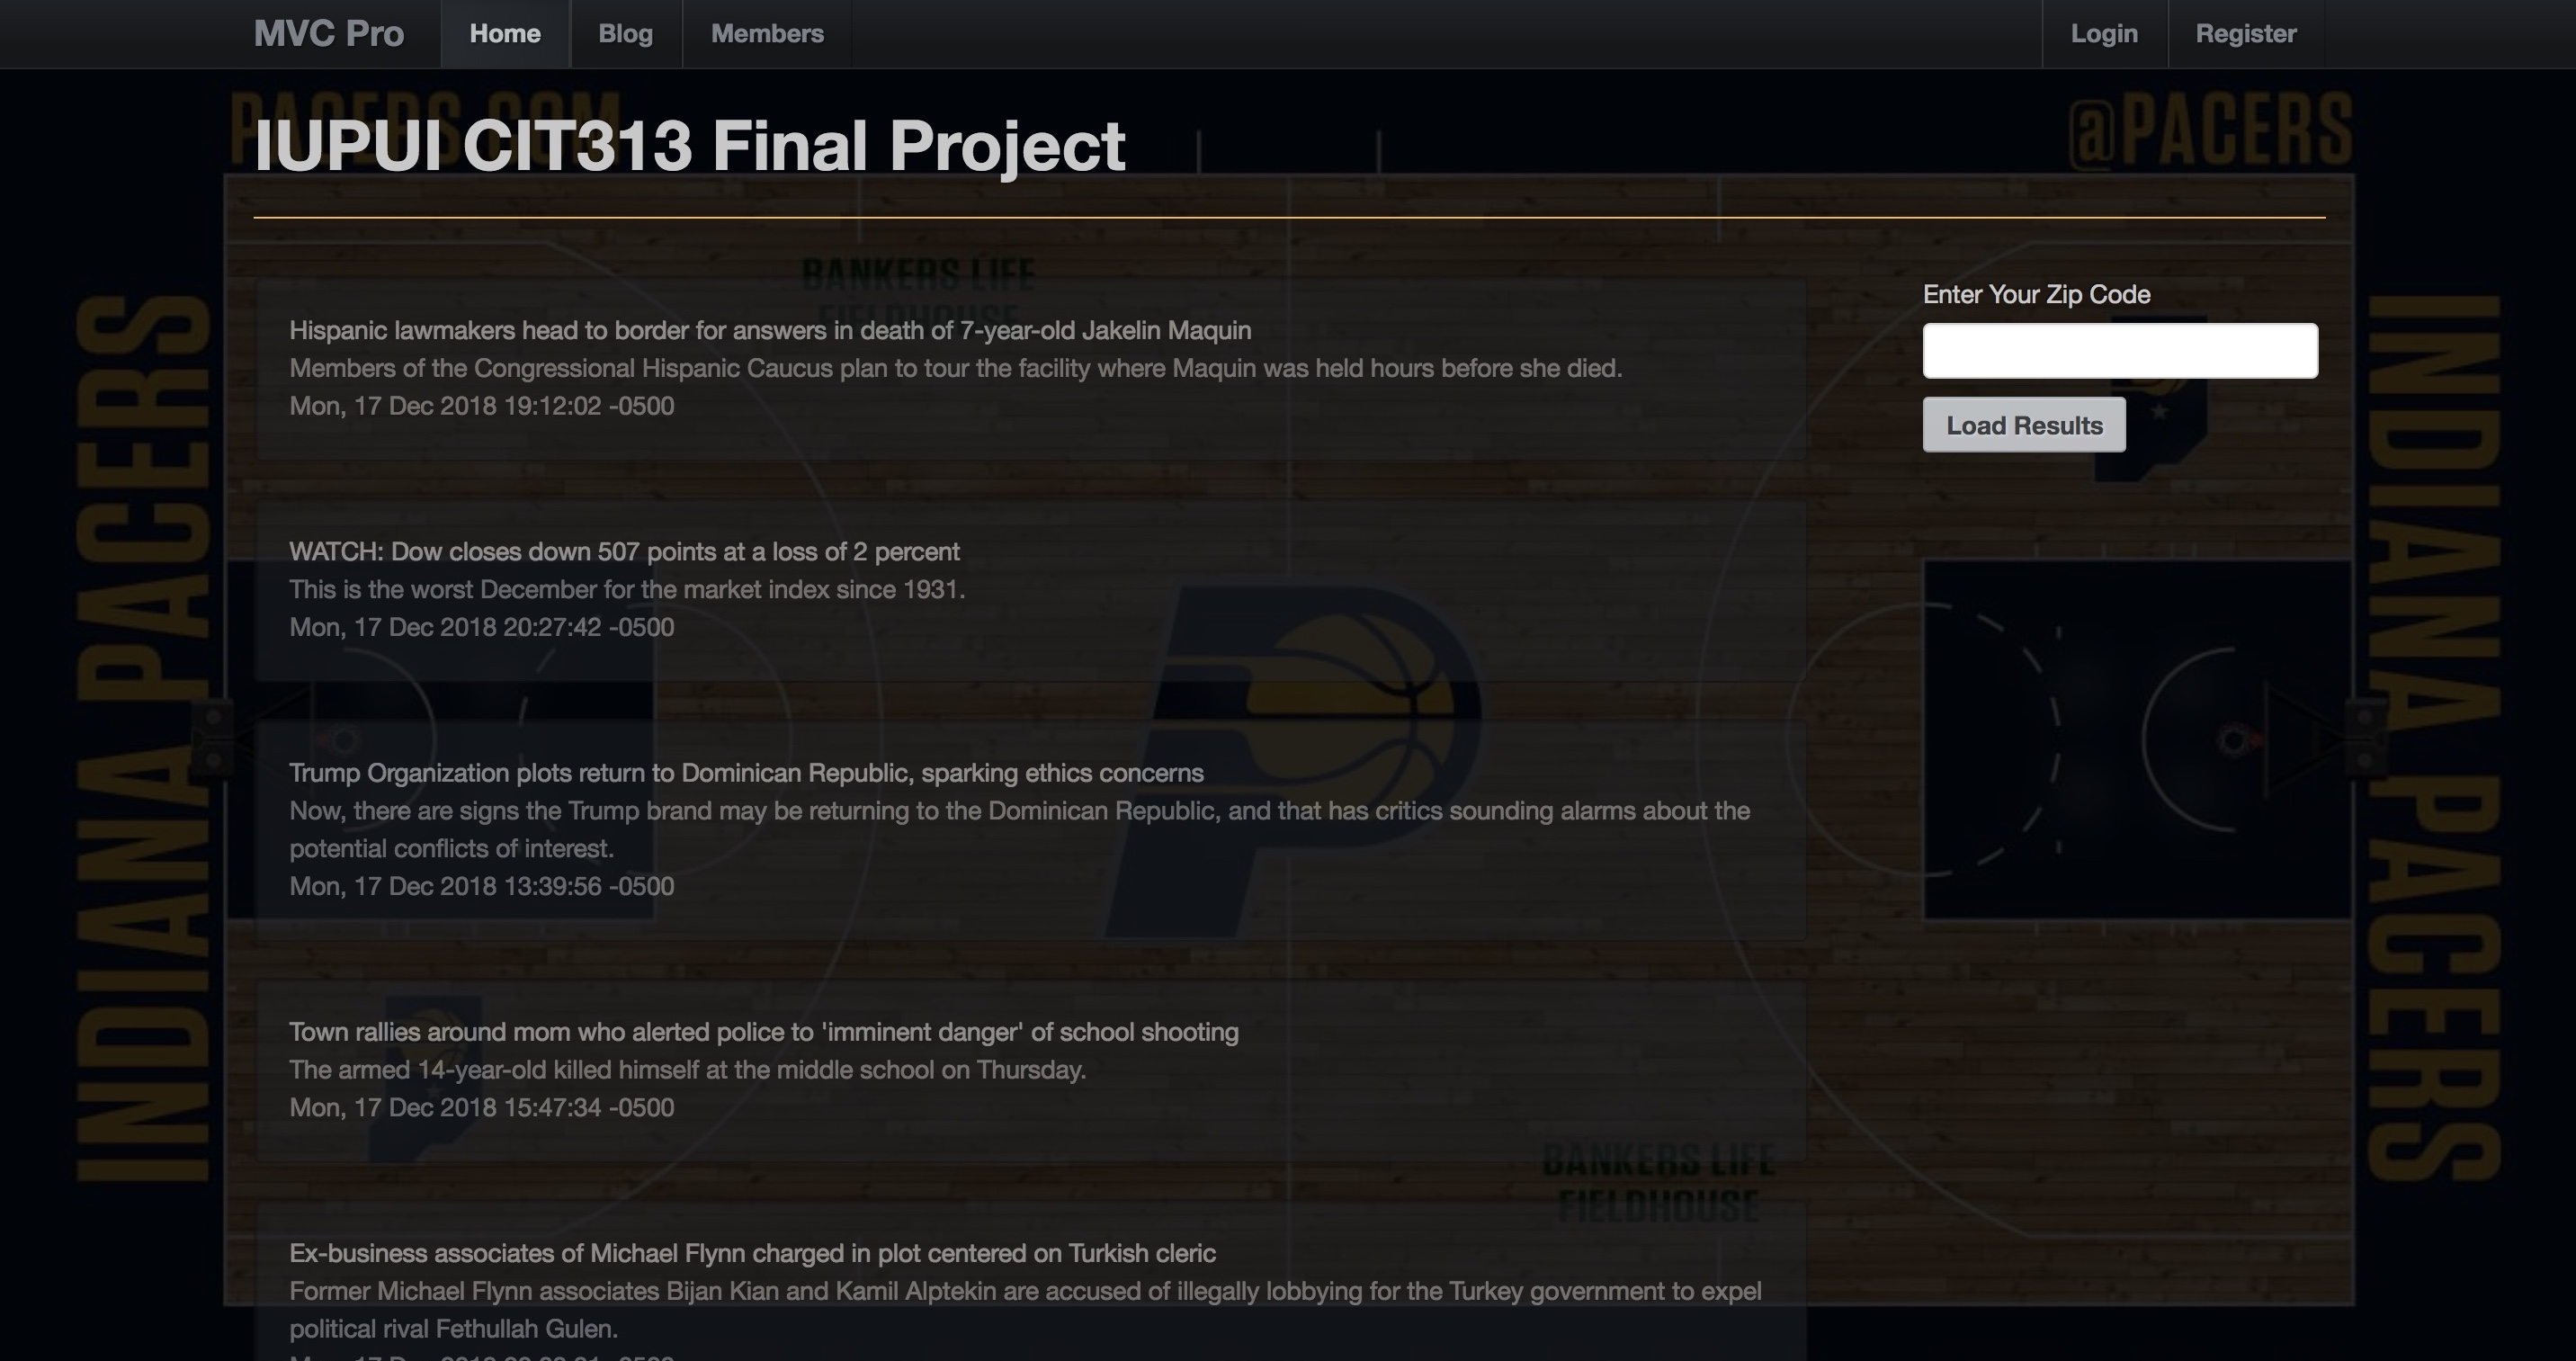 MVC Pro
Home
Blog
Members
Login
Register
PACERS.COM
@PACERS
IUPUI CIT313 Final Project
BANKERS LIFE
FIELDHOUSE
Hispanic lawmakers head to border for answers in death of 7-year-old Jakelin Maquin
Members of the Congressional Hispanic Caucus plan to tour the facility where Maquin was held hours before she died.
Mon, 17 Dec 2018 19:12:02 -0500
Enter Your Zip Code
Load Results
INDIANA PACERS
INDIANA PACERS
WATCH: Dow closes down 507 points at a loss of 2 percent
This is the worst December for the market index since 1931.
Mon, 17 Dec 2018 20:27:42 -0500
Trump Organization plots return to Dominican Republic, sparking ethics concerns
Now, there are signs the Trump brand may be returning to the Dominican Republic, and that has critics sounding alarms about the
potential conflicts of interest.
Mon, 17 Dec 2018 13:39:56 -0500
Town rallies around mom who alerted police to 'imminent danger' of school shooting
The armed 14-year-old killed himself at the middle school on Thursday.
Mon, 17 Dec 2018 15:47:34 -0500
BANKERS LIFE
FIELDHOUSE
Ex-business associates of Michael Flynn charged in plot centered on Turkish cleric
Former Michael Flynn associates Bijan Kian and Kamil Alptekin are accused of illegally lobbying for the Turkey government to expel
political rival Fethullah Gulen.